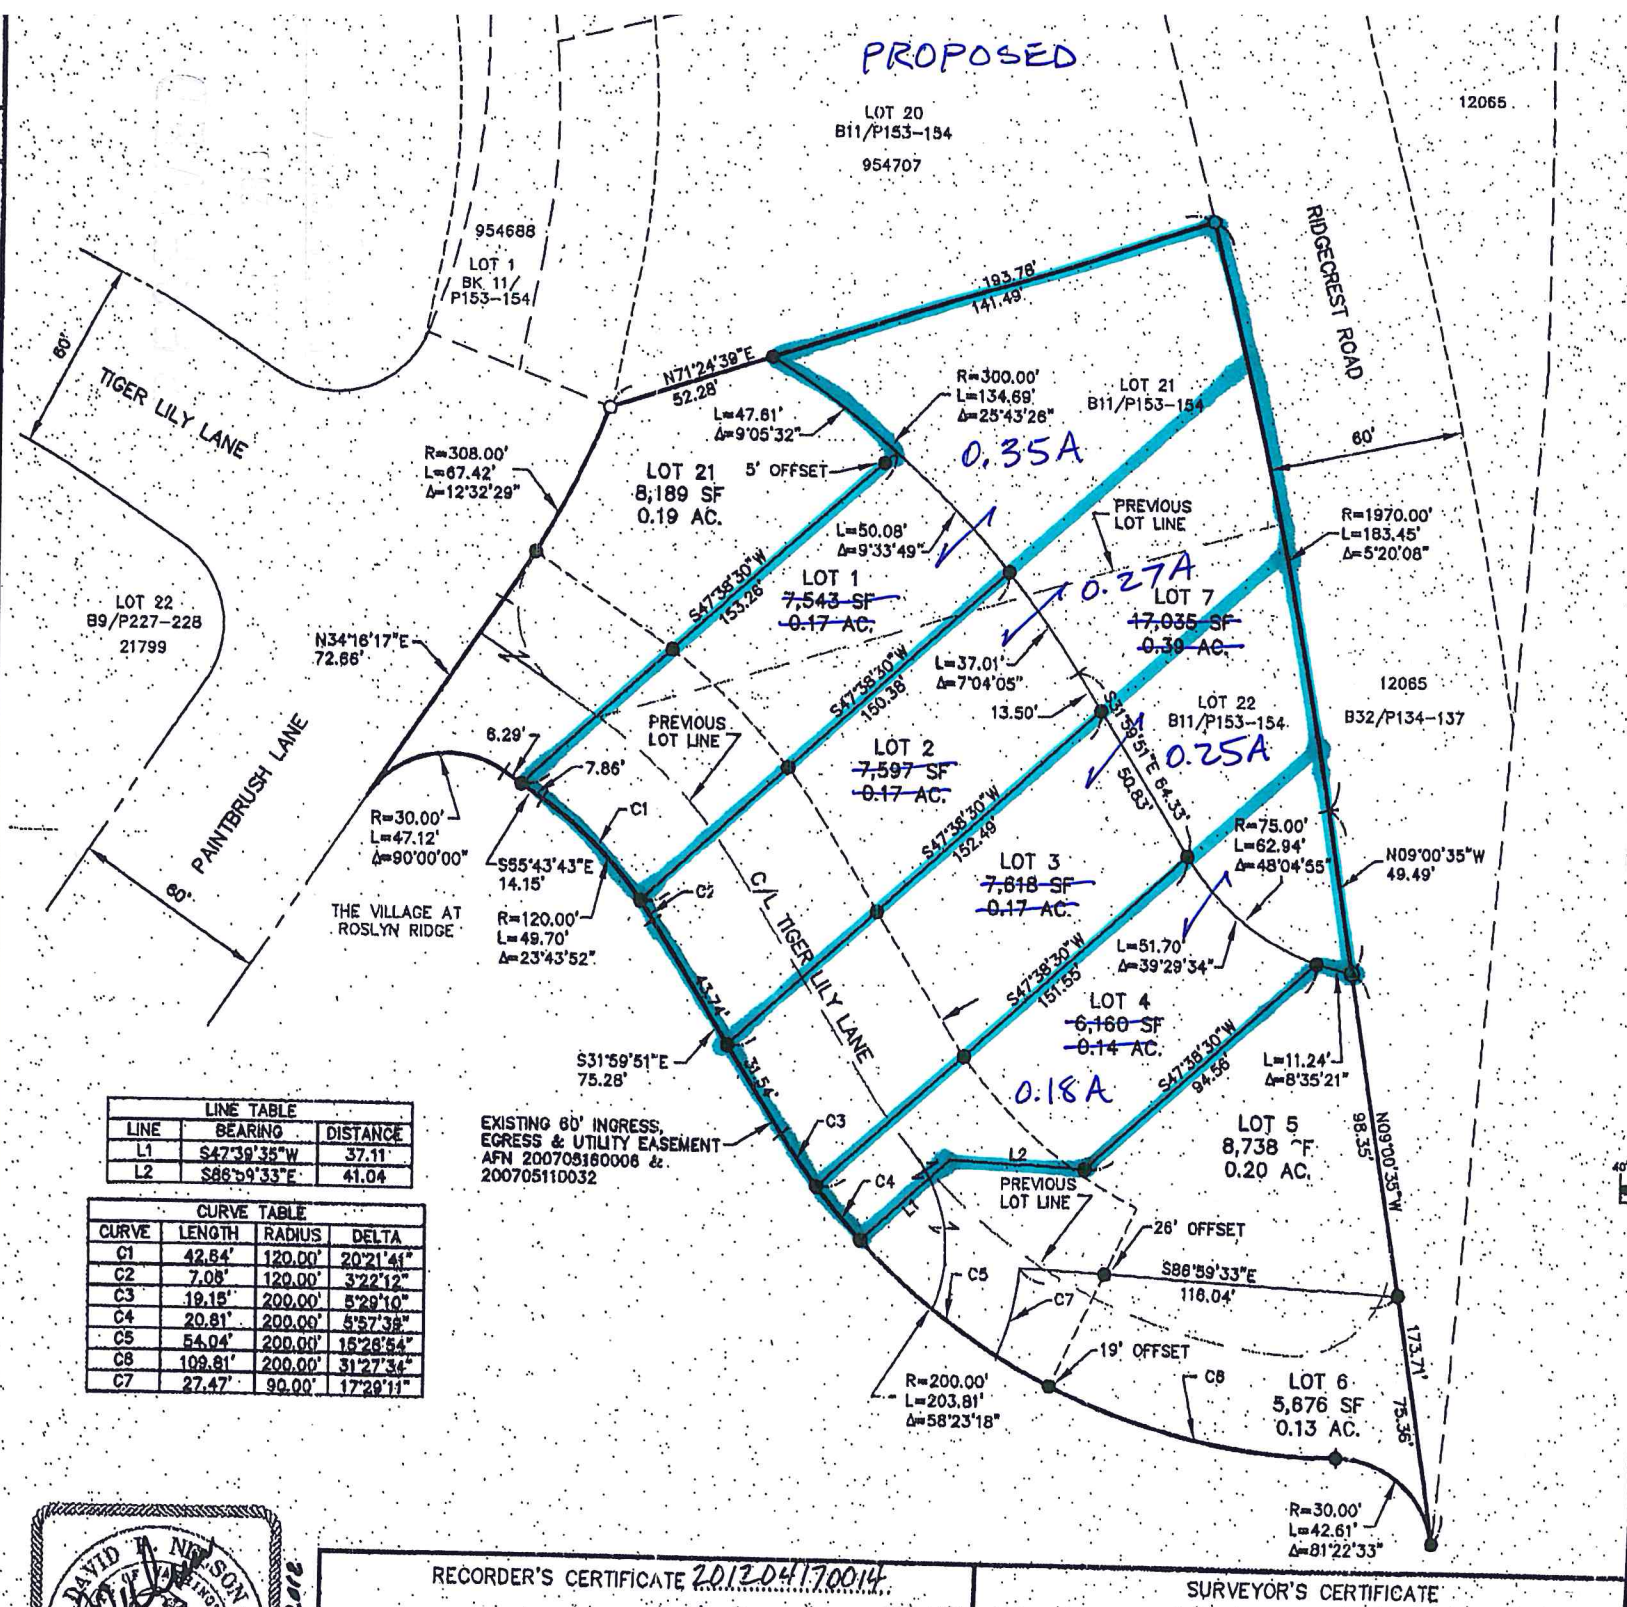 PROPOSED
LOT 20
B11/P153-154
954707
12065
954688
LOT 1
BK 11/
P153-154
RIDGECREST ROAD
60'
TIGER LILY LANE
193.78'
141.49'
N71°24'39"E
52.28'
R=300.00'
L=134.69'
Δ=25°43'26"
LOT 21
B11/P153-154
L=47.61'
Δ=9°05'32"
0.35A
60'
R=308.00'
L=67.42'
Δ=12°32'29"
LOT 21
8,189 SF
0.19 AC.
5' OFFSET
PREVIOUS
LOT LINE
R=1970.00'
L=183.45'
Δ=5°20'08"
L=50.08'
Δ=9°33'49"
S47°38'30"W
153.26'
LOT 1
7,543 SF
0.17 AC.
0.27A
LOT 7
17,035 SF
0.39 AC.
LOT 22
B9/P227-228
21799
N34°16'17"E
72.66'
L=37.01'
Δ=7°04'05"
S47°38'30"W
150.38'
13.50'
S31°59'51"E 64.33'
50.83'
LOT 22
B11/P153-154
0.25A
12065
B32/P134-137
PREVIOUS
LOT LINE
6.29'
7.86'
LOT 2
7,597 SF
0.17 AC.
PAINTBRUSH LANE
60'
R=30.00'
L=47.12'
Δ=90°00'00"
C1
S55°43'43"E
14.15'
S47°38'30"W
152.49'
R=75.00'
L=62.94'
Δ=48°04'55"
N09°00'35"W
49.49'
LOT 3
7,618 SF
0.17 AC.
C2
C/L TIGER LILY LANE
THE VILLAGE AT
ROSLYN RIDGE
R=120.00'
L=49.70'
Δ=23°43'52"
L=51.70'
Δ=39°29'34"
S47°38'30"W
151.55'
43.74'
LOT 4
6,160 SF
0.14 AC.
S47°38'30"W
94.56'
L=11.24'
Δ=8°35'21"
S31°59'51"E
75.28'
31.54'
0.18A
N09°00'35"W
98.35'
LINE TABLE
LINE BEARING DISTANCE
L1 S47°39'35"W 37.11
L2 S86°59'33"E 41.04
EXISTING 60' INGRESS,
EGRESS & UTILITY EASEMENT
AFN 200705160006 &
200705110032
C3
LOT 5
8,738 SF
0.20 AC.
L2
C4
L1
PREVIOUS
LOT LINE
26' OFFSET
CURVE TABLE
CURVE LENGTH RADIUS DELTA
C1 42.64' 120.00' 20°21'41"
C2 7.06' 120.00' 3°22'12"
C3 19.15' 200.00' 5°29'10"
C4 20.81' 200.00' 5°57'39"
C5 54.04' 200.00' 15°28'54"
C6 109.81' 200.00' 31°27'34"
C7 27.47' 90.00' 17°29'11"
C5
C7
S86°59'33"E
116.04'
173.71'
75.36'
19' OFFSET
R=200.00'
L=203.81'
Δ=58°23'18"
C6
LOT 6
5,676 SF
0.13 AC.
R=30.00'
L=42.61'
Δ=81°22'33"
DAVID P. NELSON
RECORDER'S CERTIFICATE 201204170014
SURVEYOR'S CERTIFICATE